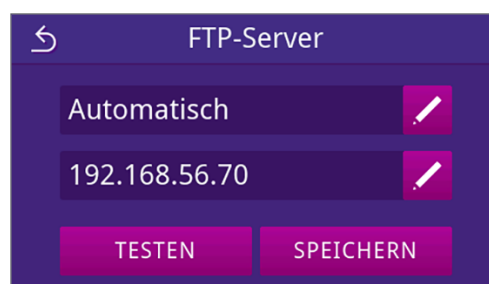 FTP-Server
Automatisch
192.168.56.70
TESTEN SPEICHERN